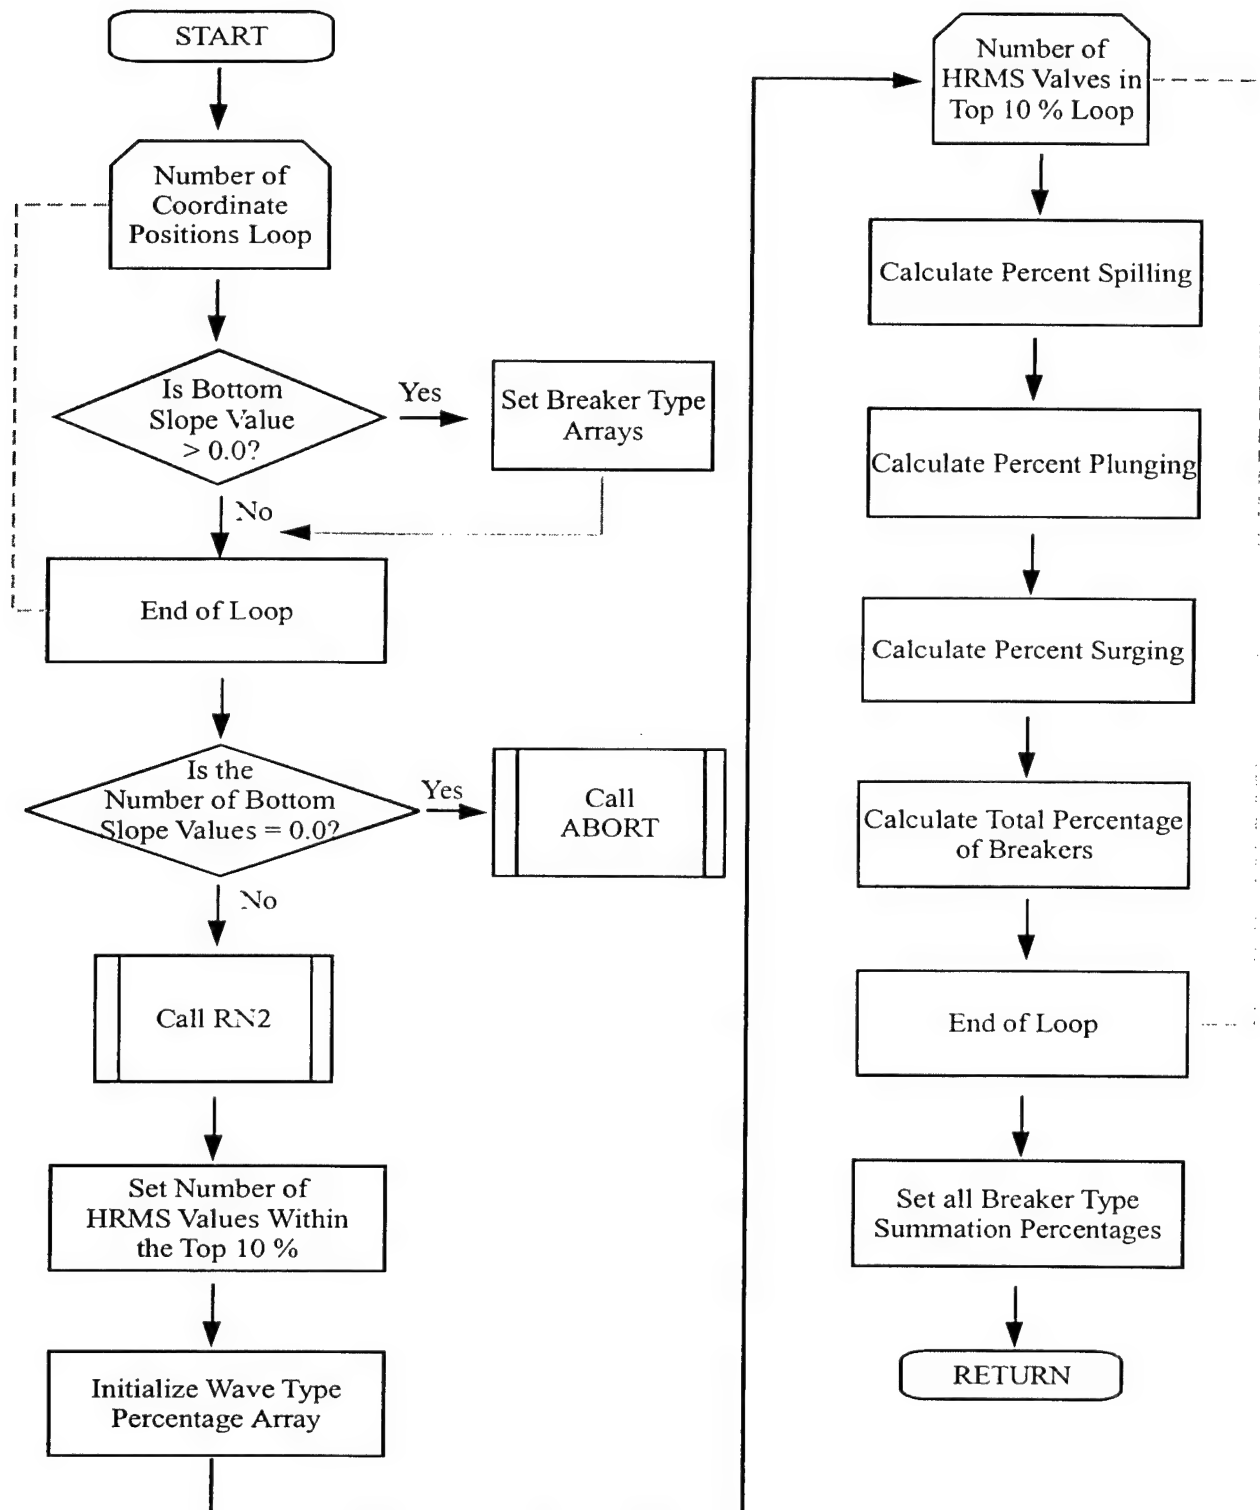 START
Number of
Coordinate
Positions Loop
Is Bottom
Slope Value
> 0.0?
Yes
Set Breaker Type
Arrays
No
End of Loop
Is the
Number of Bottom
Slope Values = 0.0?
Yes
Call
ABORT
No
Call RN2
Set Number of
HRMS Values Within
the Top 10 %
Initialize Wave Type
Percentage Array
Number of
HRMS Valves in
Top 10 % Loop
Calculate Percent Spilling
Calculate Percent Plunging
Calculate Percent Surging
Calculate Total Percentage
of Breakers
End of Loop
Set all Breaker Type
Summation Percentages
RETURN